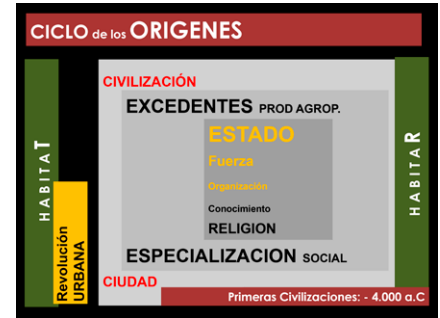 CICLO de los ORIGENES
HABITAT
Revolución
URBANA
CIVILIZACIÓN
EXCEDENTES PROD AGROP.
ESTADO
Fuerza
Organización
Conocimiento
RELIGION
ESPECIALIZACION SOCIAL
CIUDAD
HABITAR
Primeras Civilizaciones: - 4.000 a.C